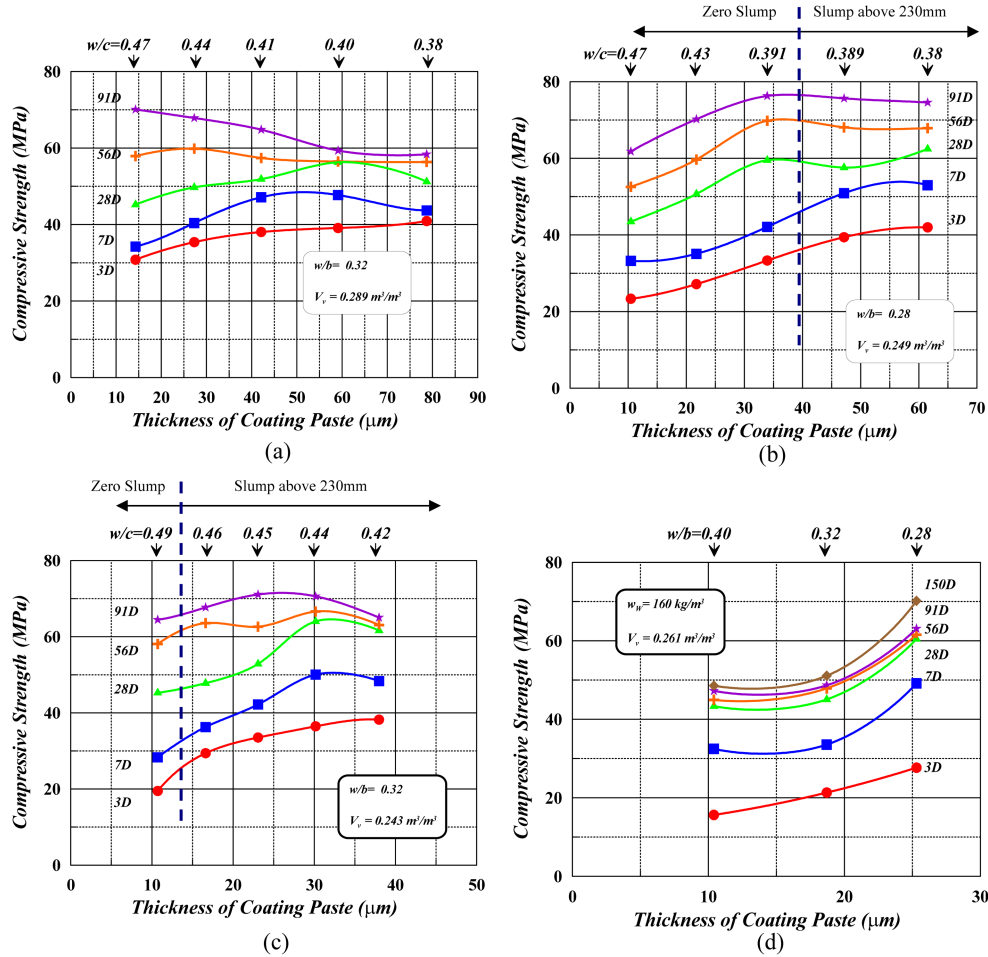 w/c=0.47 0.44 0.41 0.40 0.38
80
60
40
20
0
Compressive Strength (MPa)
91D
56D
28D
7D
3D
w/b= 0.32
Vᵥ = 0.289 m³/m³
0 10 20 30 40 50 60 70 80 90
Thickness of Coating Paste (μm)
(a)
Zero Slump Slump above 230mm
w/c=0.47 0.43 0.391 0.389 0.38
80
60
40
20
0
Compressive Strength (MPa)
91D
56D
28D
7D
3D
w/b= 0.28
Vᵥ = 0.249 m³/m³
0 10 20 30 40 50 60 70
Thickness of Coating Paste (μm)
(b)
Zero Slump Slump above 230mm
w/c=0.49 0.46 0.45 0.44 0.42
80
60
40
20
0
Compressive Strength (MPa)
91D
56D
28D
7D
3D
w/b= 0.32
Vᵥ = 0.243 m³/m³
0 10 20 30 40 50
Thickness of Coating Paste (μm)
(c)
w/b=0.40 0.32 0.28
80
60
40
20
0
Compressive Strength (MPa)
w_W= 160 kg/m³
Vᵥ = 0.261 m³/m³
150D
91D
56D
28D
7D
3D
0 10 20 30
Thickness of Coating Paste (μm)
(d)